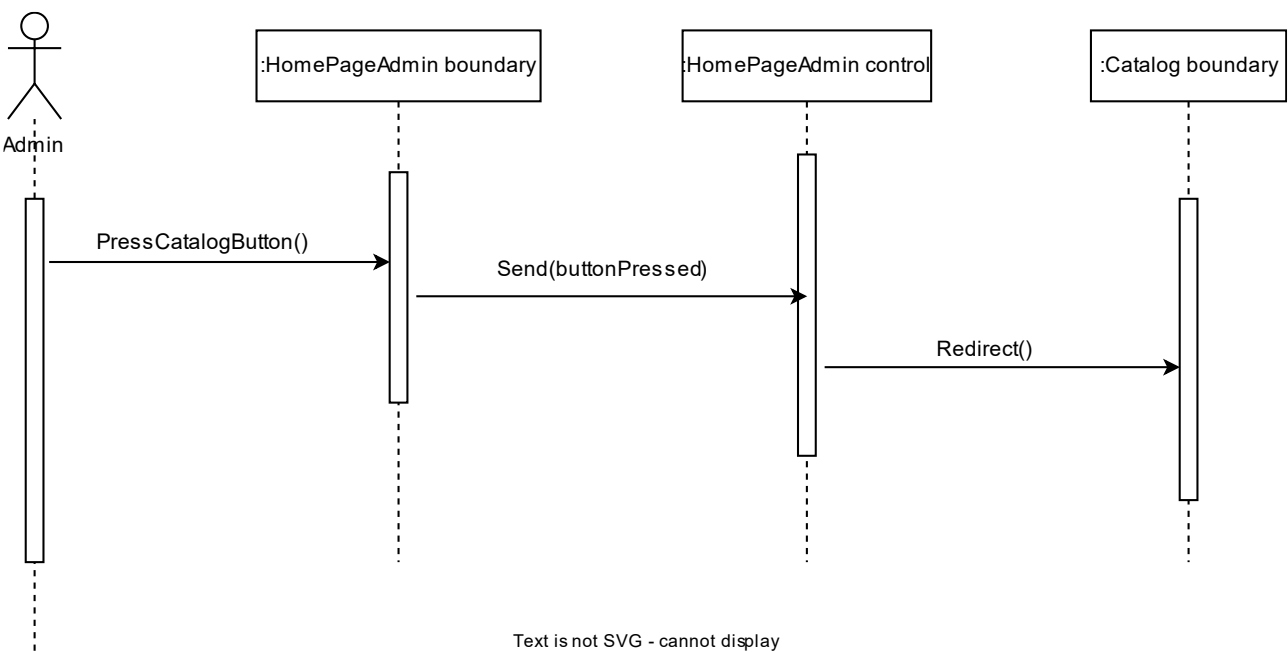 :HomePageAdmin boundary
:HomePageAdmin control
:Catalog boundary
Admin
PressCatalogButton()
Send(buttonPressed)
Redirect()
Text is not SVG - cannot display